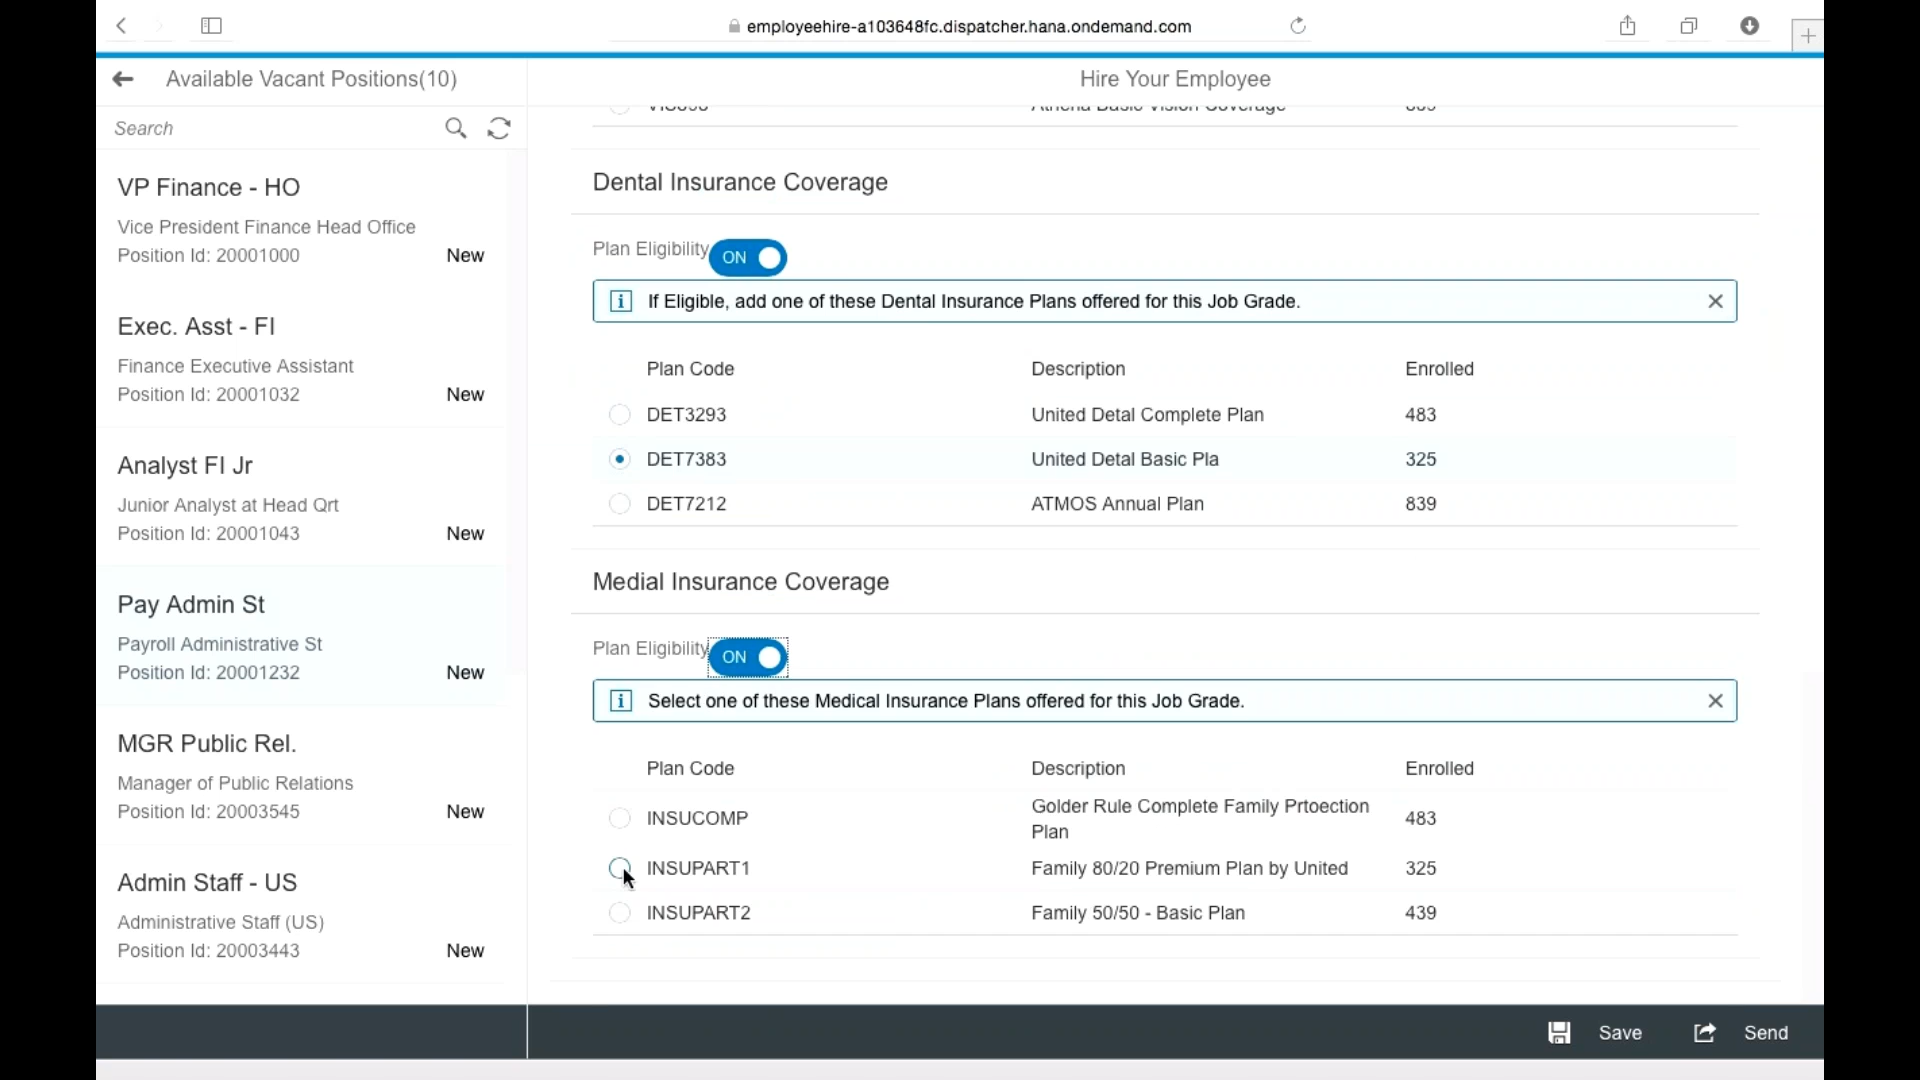 employeehire-a103648fc.dispatcher.hana.ondemand.com
Available Vacant Positions(10)
Hire Your Employee
Search
VP Finance - HO
Vice President Finance Head Office
Position Id: 20001000 New
Exec. Asst - FI
Finance Executive Assistant
Position Id: 20001032 New
Analyst FI Jr
Junior Analyst at Head Qrt
Position Id: 20001043 New
Pay Admin St
Payroll Administrative St
Position Id: 20001232 New
MGR Public Rel.
Manager of Public Relations
Position Id: 20003545 New
Admin Staff - US
Administrative Staff (US)
Position Id: 20003443 New
Athena Basic Vision Coverage
Dental Insurance Coverage
Plan Eligibility ON
If Eligible, add one of these Dental Insurance Plans offered for this Job Grade.
Plan Code Description Enrolled
DET3293 United Detal Complete Plan 483
DET7383 United Detal Basic Pla 325
DET7212 ATMOS Annual Plan 839
Medial Insurance Coverage
Plan Eligibility ON
Select one of these Medical Insurance Plans offered for this Job Grade.
Plan Code Description Enrolled
INSUCOMP Golder Rule Complete Family Prtoection Plan 483
INSUPART1 Family 80/20 Premium Plan by United 325
INSUPART2 Family 50/50 - Basic Plan 439
Save Send